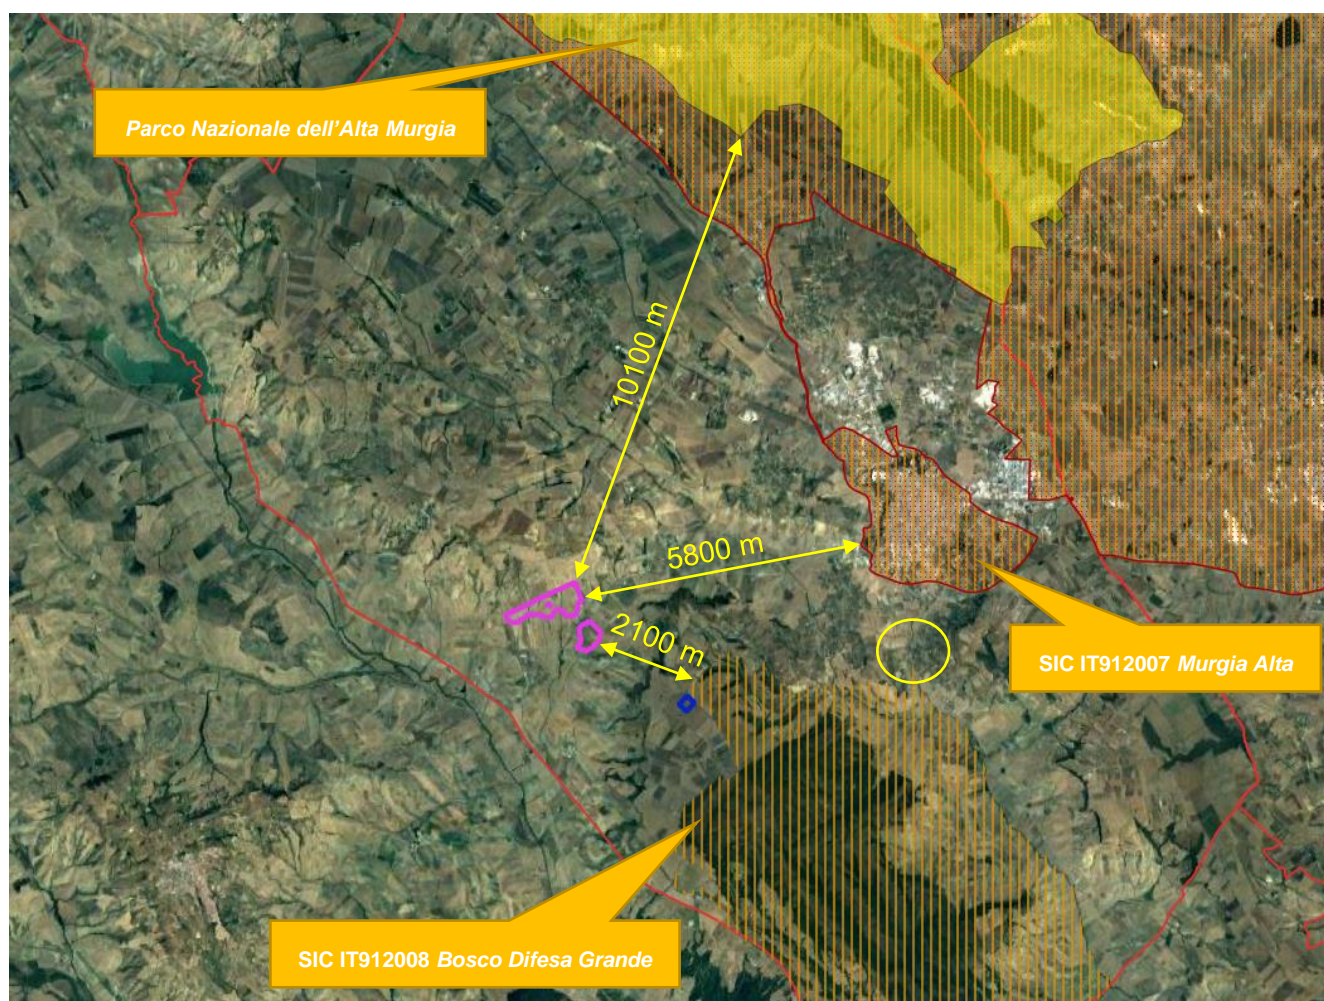 Parco Nazionale dell'Alta Murgia
10100 m
5800 m
2100 m
SIC IT912007 Murgia Alta
SIC IT912008 Bosco Difesa Grande